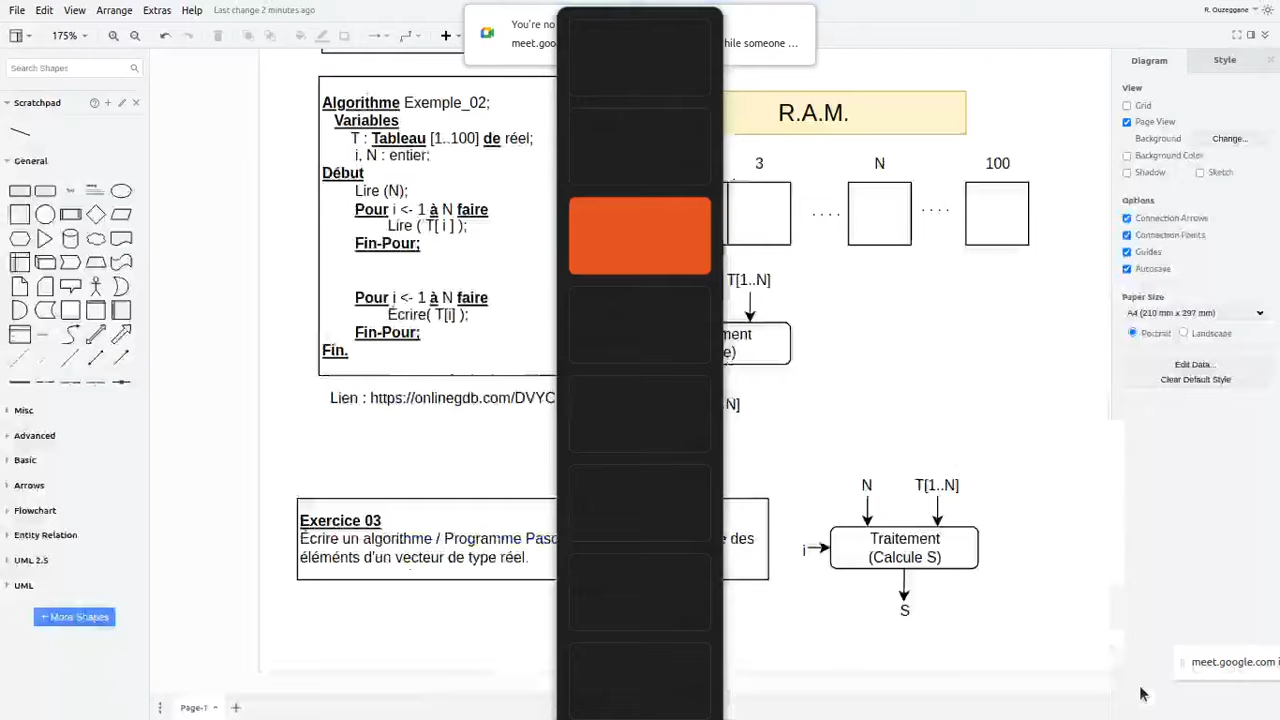 File Edit View Arrange Extras Help Last change 2 minutes ago
R. Ouzeggane
You're no
meet.goo
hile someone ...
175%
Search Shapes
Scratchpad
General
Misc
Advanced
Basic
Arrows
Flowchart
Entity Relation
UML 2.5
UML
+ More Shapes
Algorithme Exemple_02;
Variables
T : Tableau [1..100] de réel;
i, N : entier;
Début
Lire (N);
Pour i <- 1 à N faire
Lire ( T[ i ] );
Fin-Pour;
Pour i <- 1 à N faire
Écrire( T[i] );
Fin-Pour;
Fin.
Lien : https://onlinegdb.com/DVYC
R.A.M.
3 N 100
. . . . . . . .
T[1..N]
ment
e)
N]
Exercice 03
Écrire un algorithme / Programme Pasc
e des
éléments d'un vecteur de type réel.
N T[1..N]
i
Traitement
(Calcule S)
S
Diagram Style
View
Grid
Page View
Background Change...
Background Color
Shadow Sketch
Options
Connection Arrows
Connection Points
Guides
Autosave
Paper Size
A4 (210 mm x 297 mm)
Portrait Landscape
Edit Data...
Clear Default Style
meet.google.com i
Page-1